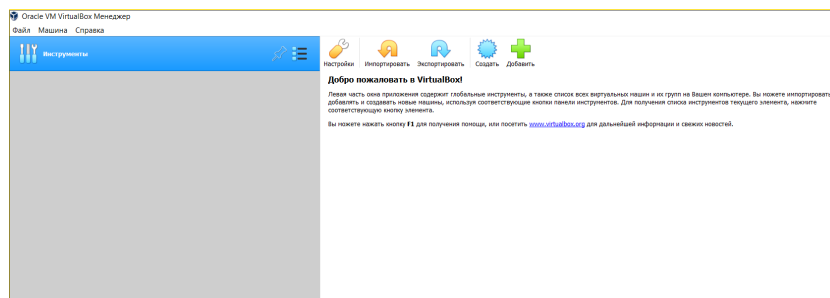 Oracle VM VirtualBox Менеджер
Файл Машина Справка
Инструменты
Настройки Импортировать Экспортировать Создать Добавить
Добро пожаловать в VirtualBox!
Левая часть окна приложения содержит глобальные инструменты, а также список всех виртуальных машин и их групп на Вашем компьютере. Вы можете импортировать
добавлять и создавать новые машины, используя соответствующие кнопки панели инструментов. Для получения списка инструментов текущего элемента, нажмите
соответствующую кнопку элемента.
Вы можете нажать кнопку F1 для получения помощи, или посетить www.virtualbox.org для дальнейшей информации и свежих новостей.